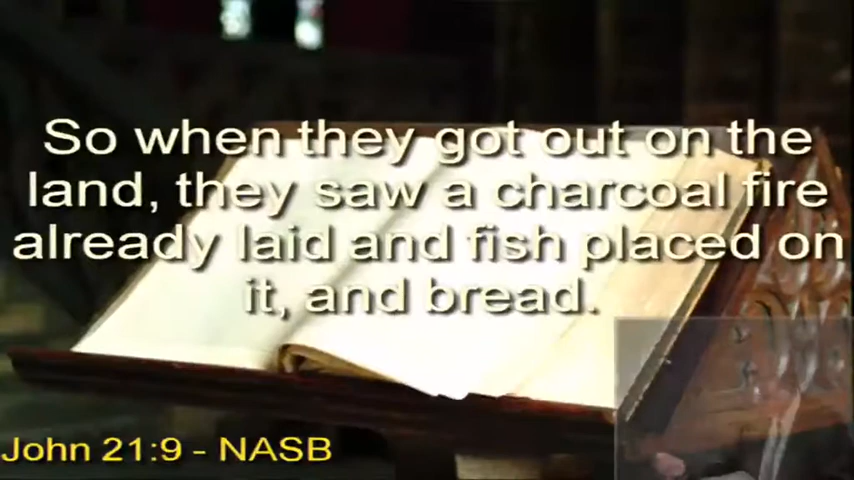 So when they got out on the
land, they saw a charcoal fire
already laid and fish placed on
it, and bread.
John 21:9 - NASB